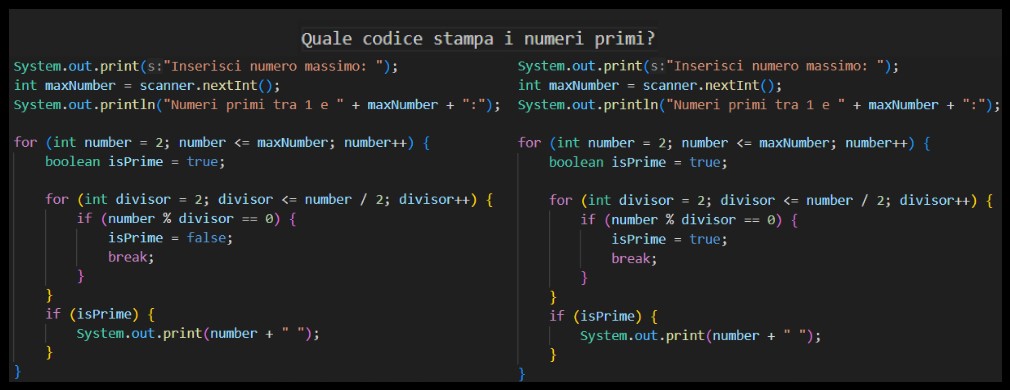 Quale codice stampa i numeri primi?
System.out.print(s:"Inserisci numero massimo: ");
int maxNumber = scanner.nextInt();
System.out.println("Numeri primi tra 1 e " + maxNumber + ":");
for (int number = 2; number <= maxNumber; number++) {
boolean isPrime = true;
for (int divisor = 2; divisor <= number / 2; divisor++) {
if (number % divisor == 0) {
isPrime = false;
break;
}
}
if (isPrime) {
System.out.print(number + " ");
}
}
System.out.print(s:"Inserisci numero massimo: ");
int maxNumber = scanner.nextInt();
System.out.println("Numeri primi tra 1 e " + maxNumber + ":");
for (int number = 2; number <= maxNumber; number++) {
boolean isPrime = true;
for (int divisor = 2; divisor <= number / 2; divisor++) {
if (number % divisor == 0) {
isPrime = true;
break;
}
}
if (isPrime) {
System.out.print(number + " ");
}
}